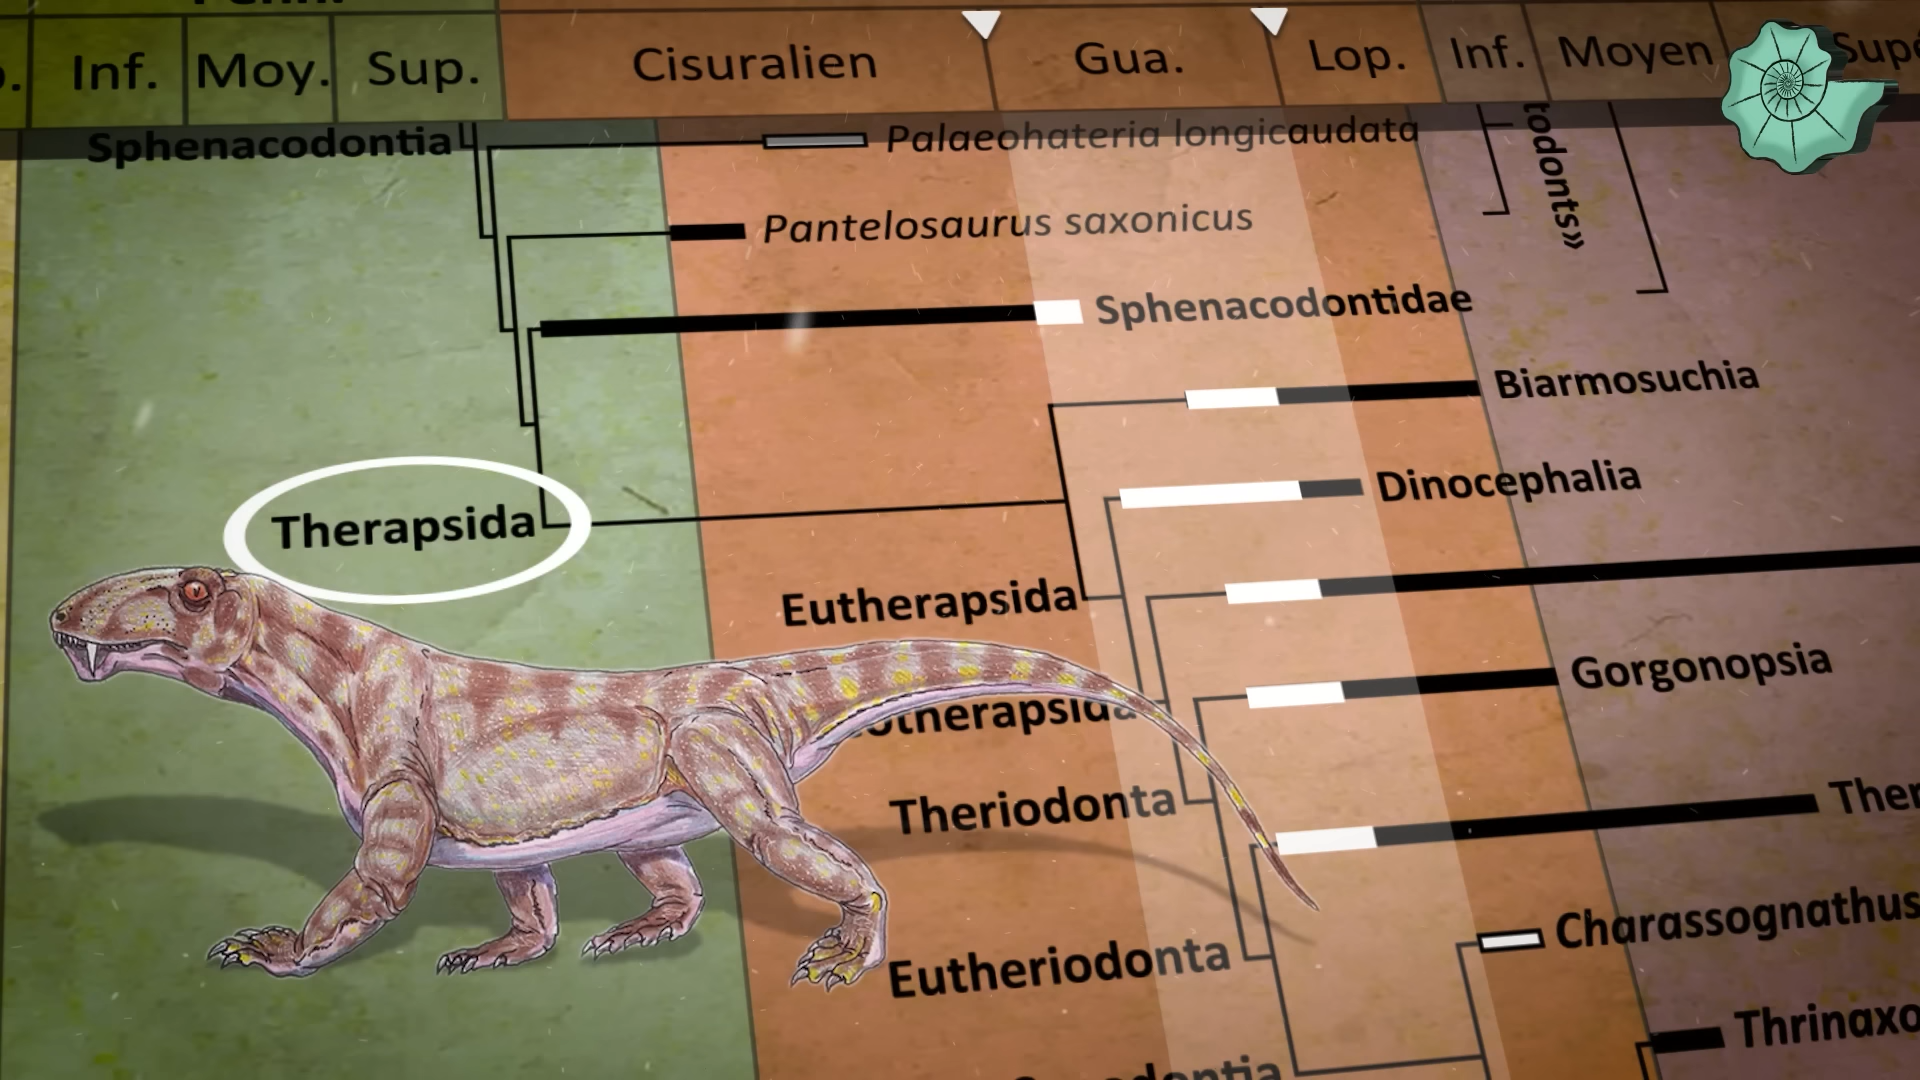 Inf.
Moy.
Sup.
Cisuralien
Gua.
Lop.
Inf.
Moyen
Sphenacodontia
Palaeohateria longicaudata
Pantelosaurus saxonicus
Sphenacodontidae
todonts»
Biarmosuchia
Dinocephalia
Therapsida
Eutherapsida
Gorgonopsia
Theriodonta
Charassognathus
Eutheriodonta